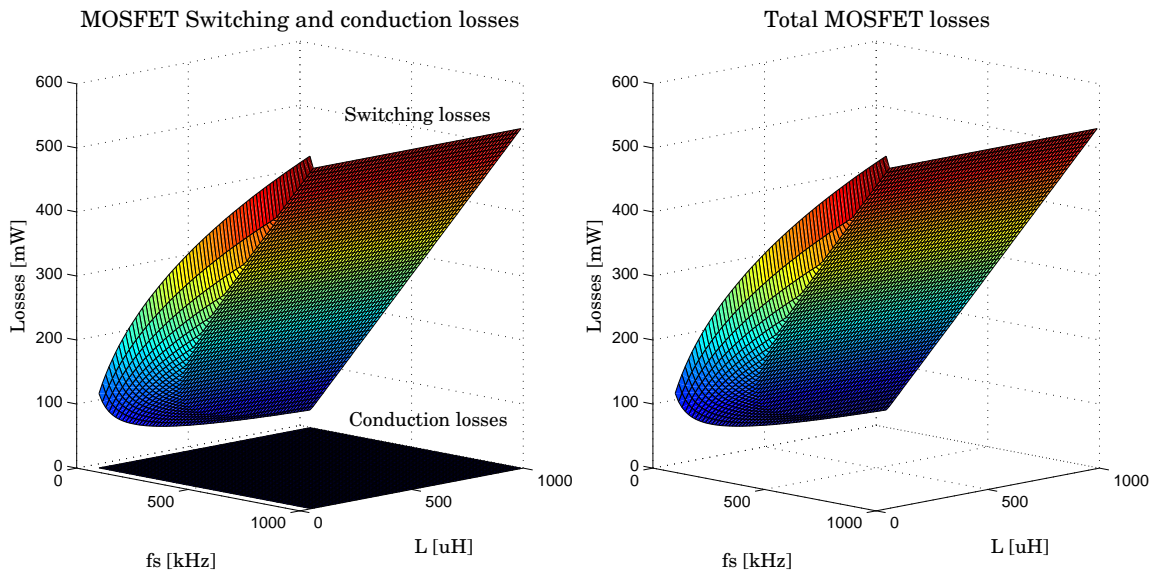 MOSFET Switching and conduction losses
600
500
400
300
200
100
0
Losses [mW]
Switching losses
Conduction losses
0
500
1000
fs [kHz]
0
500
1000
L [uH]
Total MOSFET losses
600
500
400
300
200
100
0
Losses [mW]
0
500
1000
fs [kHz]
0
500
1000
L [uH]